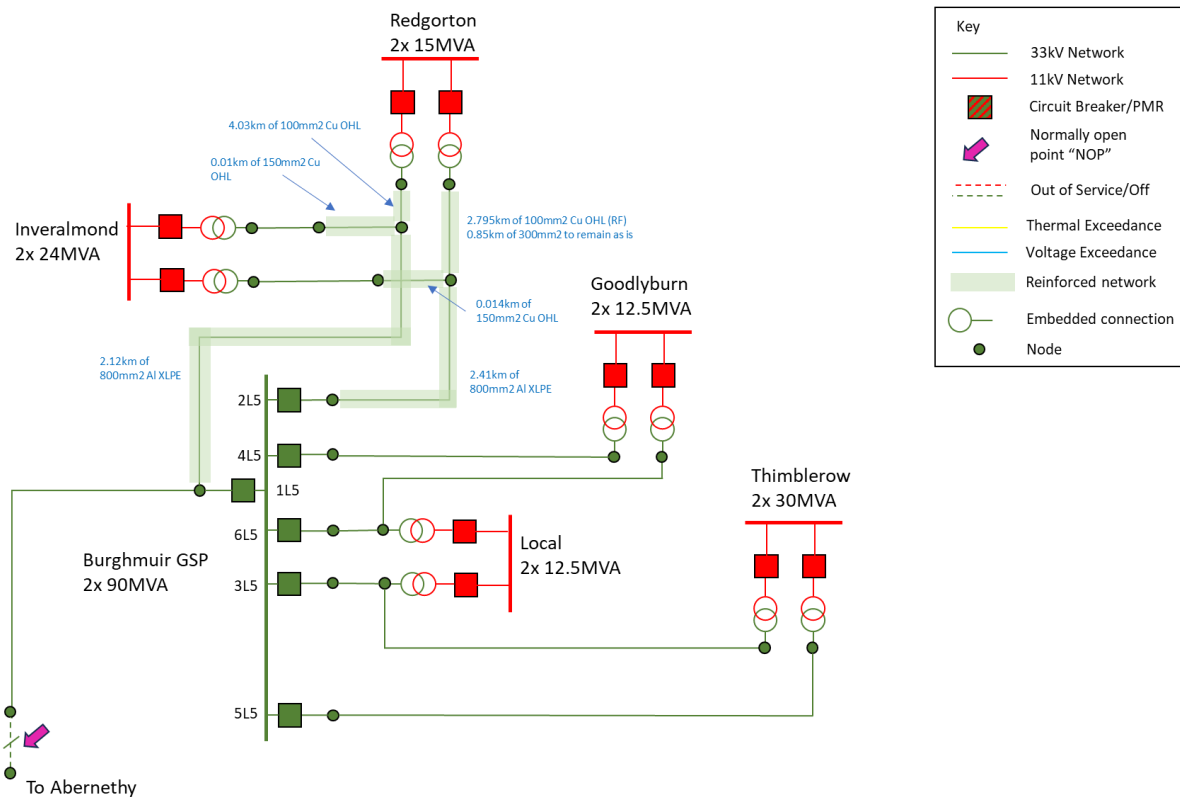 Redgorton
2x 15MVA
4.03km of 100mm2 Cu OHL
0.01km of 150mm2 Cu
OHL
Inveralmond
2x 24MVA
2.795km of 100mm2 Cu OHL (RF)
0.85km of 300mm2 to remain as is
Goodlyburn
2x 12.5MVA
0.014km of
150mm2 Cu OHL
2.12km of
800mm2 Al XLPE
2.41km of
800mm2 Al XLPE
2L5
4L5
1L5
6L5
3L5
5L5
Burghmuir GSP
2x 90MVA
Local
2x 12.5MVA
Thimblerow
2x 30MVA
To Abernethy
Key
33kV Network
11kV Network
Circuit Breaker/PMR
Normally open
point “NOP”
Out of Service/Off
Thermal Exceedance
Voltage Exceedance
Reinforced network
Embedded connection
Node